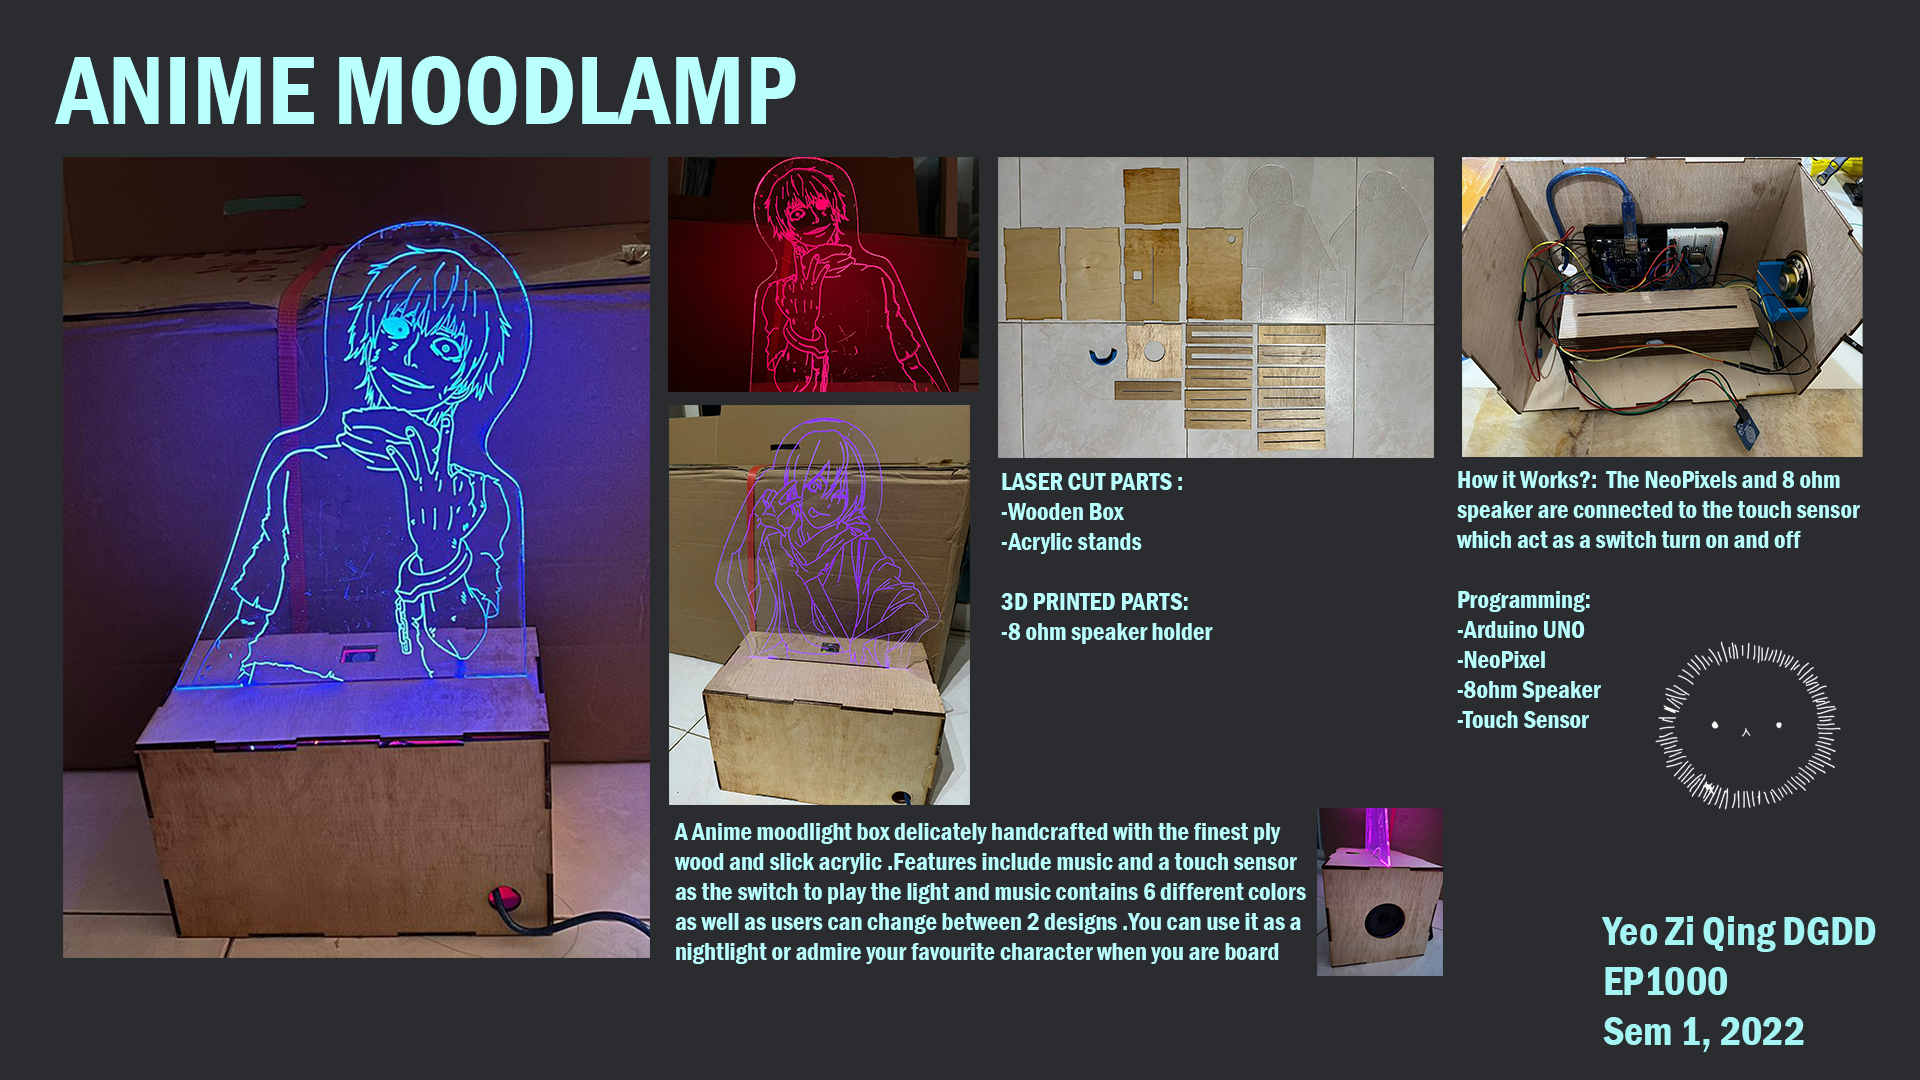 ANIME MOODLAMP
LASER CUT PARTS :
-Wooden Box
-Acrylic stands
3D PRINTED PARTS:
-8 ohm speaker holder
How it Works?: The NeoPixels and 8 ohm
speaker are connected to the touch sensor
which act as a switch turn on and off
Programming:
-Arduino UNO
-NeoPixel
-8ohm Speaker
-Touch Sensor
A Anime moodlight box delicately handcrafted with the finest ply
wood and slick acrylic .Features include music and a touch sensor
as the switch to play the light and music contains 6 different colors
as well as users can change between 2 designs .You can use it as a
nightlight or admire your favourite character when you are board
Yeo Zi Qing DGDD
EP1000
Sem 1, 2022